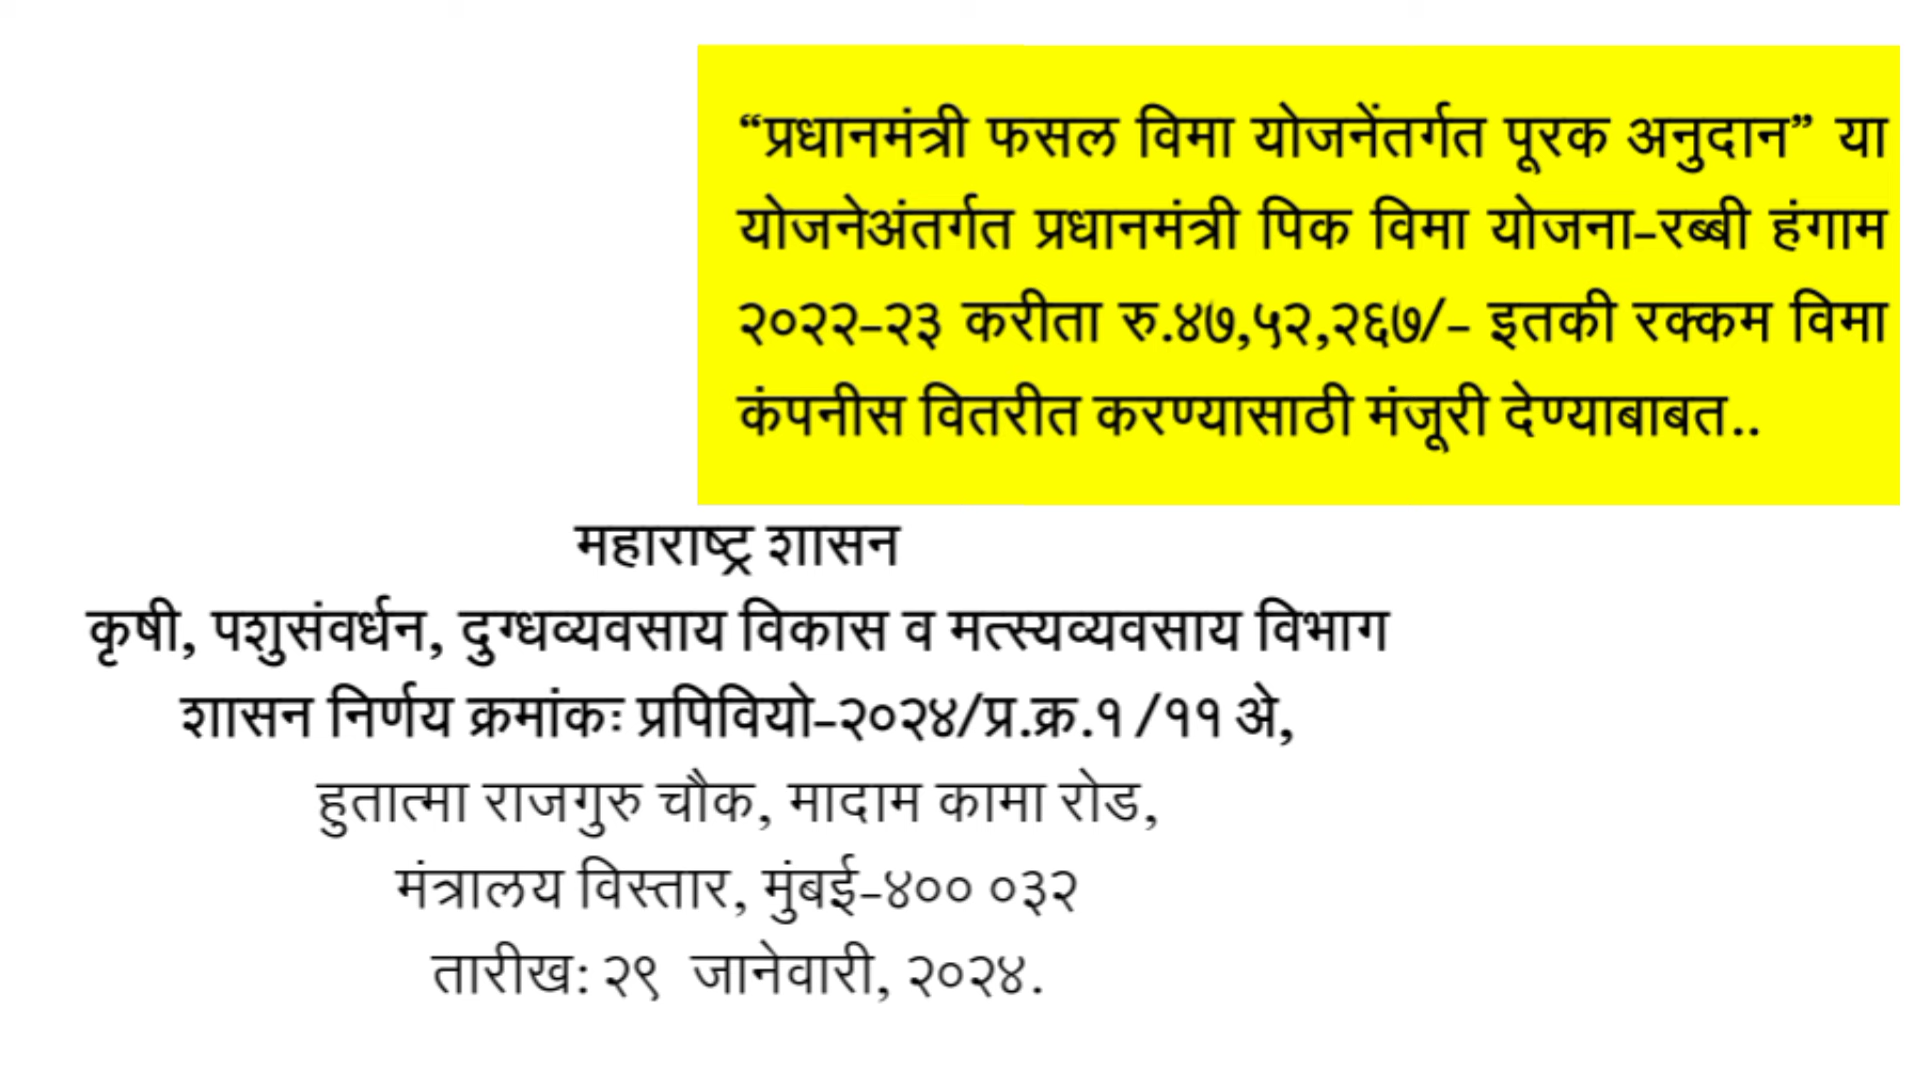 “प्रधानमंत्री फसल विमा योजनेंतर्गत पूरक अनुदान” या
योजनेअंतर्गत प्रधानमंत्री पिक विमा योजना-रब्बी हंगाम
२०२२-२३ करीता रु.४७,५२,२६७/- इतकी रक्कम विमा
कंपनीस वितरीत करण्यासाठी मंजूरी देण्याबाबत..
महाराष्ट्र शासन
कृषी, पशुसंवर्धन, दुग्धव्यवसाय विकास व मत्स्यव्यवसाय विभाग
शासन निर्णय क्रमांकः प्रपिवियो-२०२४/प्र.क्र.१ /११ अे,
हुतात्मा राजगुरु चौक, मादाम कामा रोड,
मंत्रालय विस्तार, मुंबई-४०० ०३२
तारीख: २९ जानेवारी, २०२४.